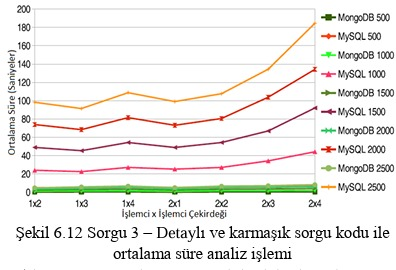 200
180
160
140
120
100
80
60
40
20
0
Ortalama Süre (Saniyeler)
1x2 1x3 1x4 2x1 2x2 2x3 2x4
İşlemci x İşlemci Çekirdeği
MongoDB 500
MySQL 500
MongoDB 1000
MySQL 1000
MongoDB 1500
MySQL 1500
MongoDB 2000
MySQL 2000
MongoDB 2500
MySQL 2500
Şekil 6.12 Sorgu 3 – Detaylı ve karmaşık sorgu kodu ile
ortalama süre analiz işlemi